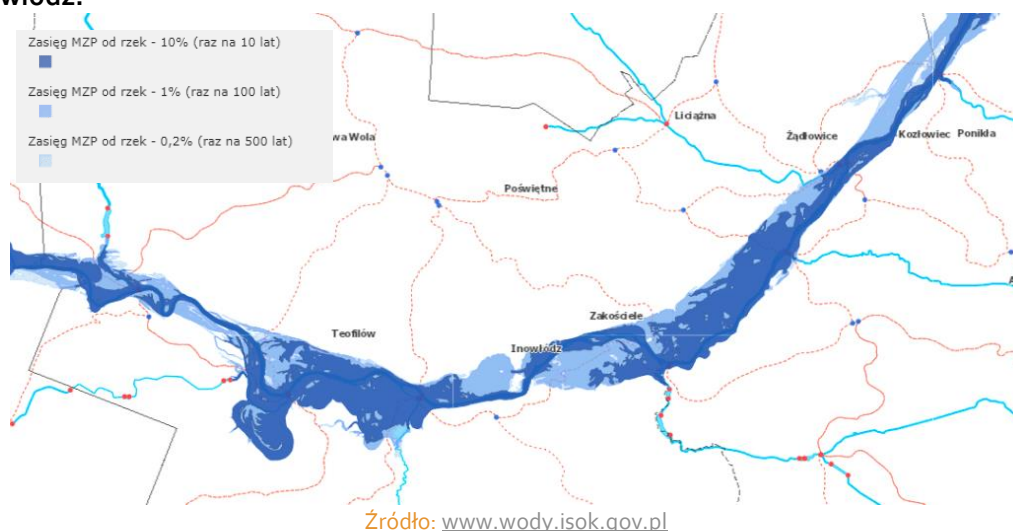 włódz.
Zasięg MZP od rzek - 10% (raz na 10 lat)
Zasięg MZP od rzek - 1% (raz na 100 lat)
Zasięg MZP od rzek - 0,2% (raz na 500 lat)
wa Wola
Liciążna
Żądłowice
Kozłowiec
Ponikla
Poświętne
Teofilów
Zakościele
Inowłódz
Źródło: www.wody.isok.gov.pl